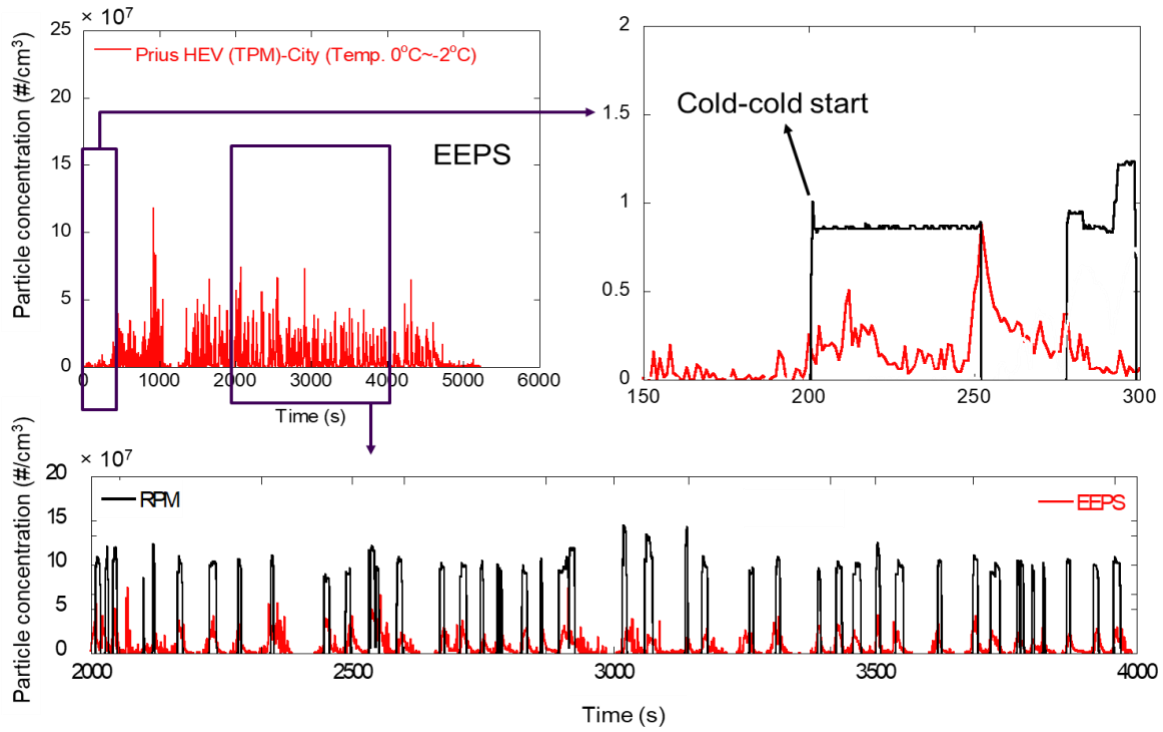 × 10⁷
25
20
15
10
5
0
Particle concentration (#/cm³)
Prius HEV (TPM)-City (Temp. 0°C~-2°C)
EEPS
0 1000 2000 3000 4000 5000 6000
Time (s)
2
1.5
1
0.5
0
Cold-cold start
150 200 250 300
× 10⁷
20
15
10
5
0
Particle concentration (#/cm³)
RPM
EEPS
2000 2500 3000 3500 4000
Time (s)